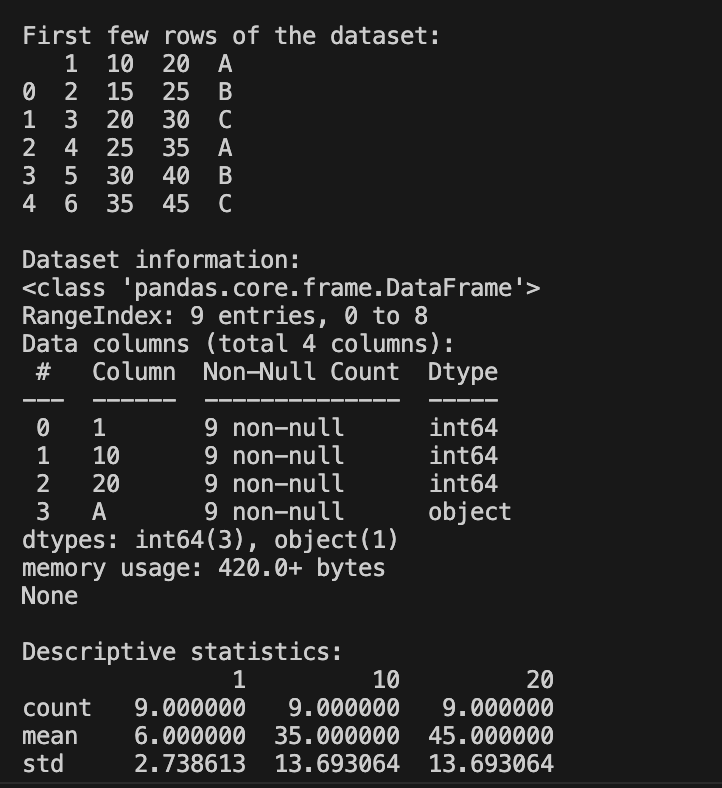 First few rows of the dataset:
   1  10  20  A
0  2  15  25  B
1  3  20  30  C
2  4  25  35  A
3  5  30  40  B
4  6  35  45  C

Dataset information:
<class 'pandas.core.frame.DataFrame'>
RangeIndex: 9 entries, 0 to 8
Data columns (total 4 columns):
 #   Column  Non-Null Count  Dtype
---  ------  --------------  -----
 0   1       9 non-null      int64
 1   10      9 non-null      int64
 2   20      9 non-null      int64
 3   A       9 non-null      object
dtypes: int64(3), object(1)
memory usage: 420.0+ bytes
None

Descriptive statistics:
               1         10         20
count   9.000000   9.000000   9.000000
mean    6.000000  35.000000  45.000000
std     2.738613  13.693064  13.693064